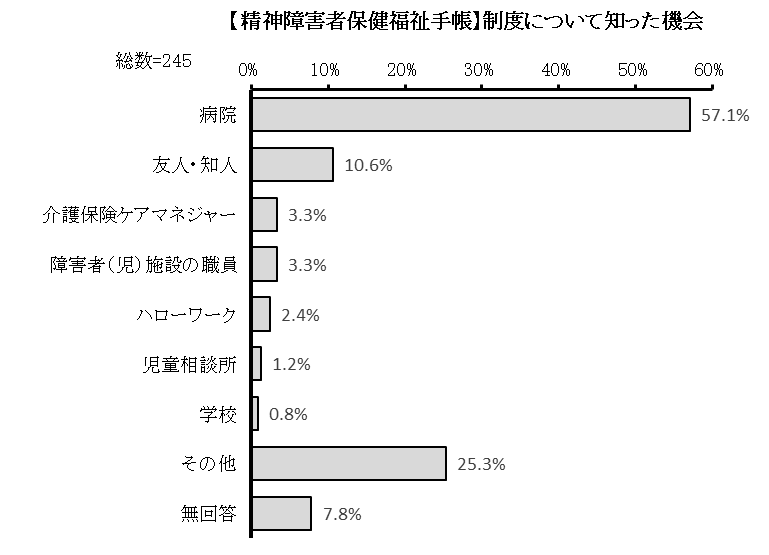 【精神障害者保健福祉手帳】制度について知った機会
総数=245
0% 10% 20% 30% 40% 50% 60%
病院 57.1%
友人・知人 10.6%
介護保険ケアマネジャー 3.3%
障害者（児）施設の職員 3.3%
ハローワーク 2.4%
児童相談所 1.2%
学校 0.8%
その他 25.3%
無回答 7.8%